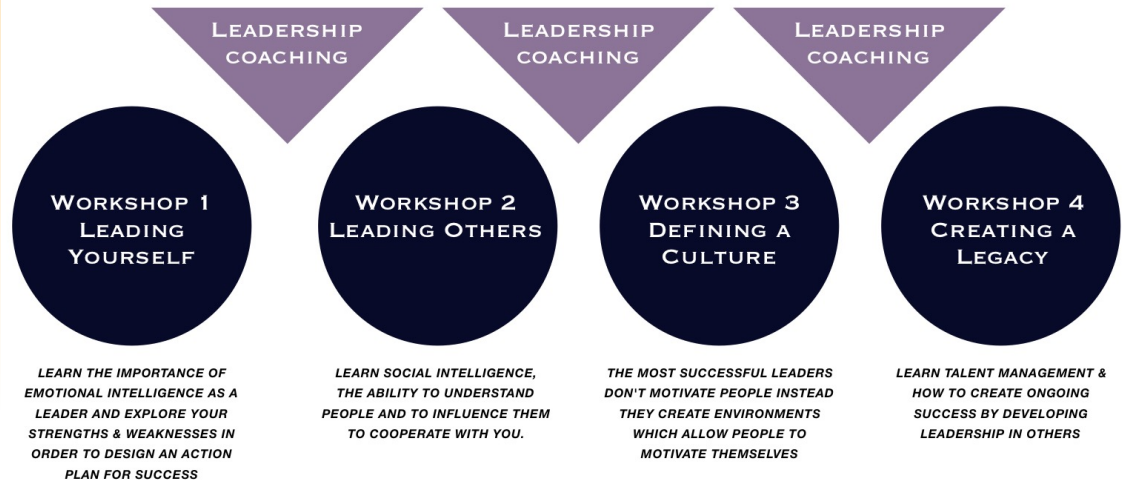 LEADERSHIP
COACHING
LEADERSHIP
COACHING
LEADERSHIP
COACHING
WORKSHOP 1
LEADING
YOURSELF
WORKSHOP 2
LEADING OTHERS
WORKSHOP 3
DEFINING A
CULTURE
WORKSHOP 4
CREATING A
LEGACY
LEARN THE IMPORTANCE OF
EMOTIONAL INTELLIGENCE AS A
LEADER AND EXPLORE YOUR
STRENGTHS & WEAKNESSES IN
ORDER TO DESIGN AN ACTION
PLAN FOR SUCCESS
LEARN SOCIAL INTELLIGENCE,
THE ABILITY TO UNDERSTAND
PEOPLE AND TO INFLUENCE THEM
TO COOPERATE WITH YOU.
THE MOST SUCCESSFUL LEADERS
DON'T MOTIVATE PEOPLE INSTEAD
THEY CREATE ENVIRONMENTS
WHICH ALLOW PEOPLE TO
MOTIVATE THEMSELVES
LEARN TALENT MANAGEMENT &
HOW TO CREATE ONGOING
SUCCESS BY DEVELOPING
LEADERSHIP IN OTHERS